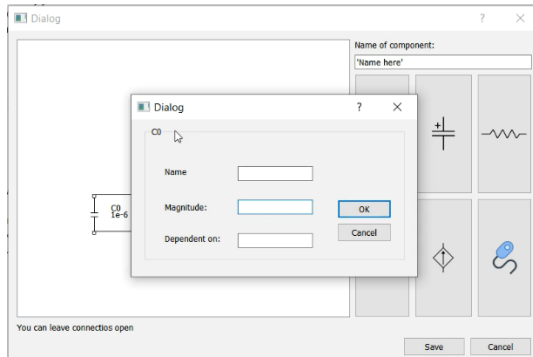 Dialog
Name of component:
'Name here'
Dialog
C0
Name
Magnitude:
OK
Dependent on:
Cancel
C0
1e-6
You can leave connectios open
Save
Cancel